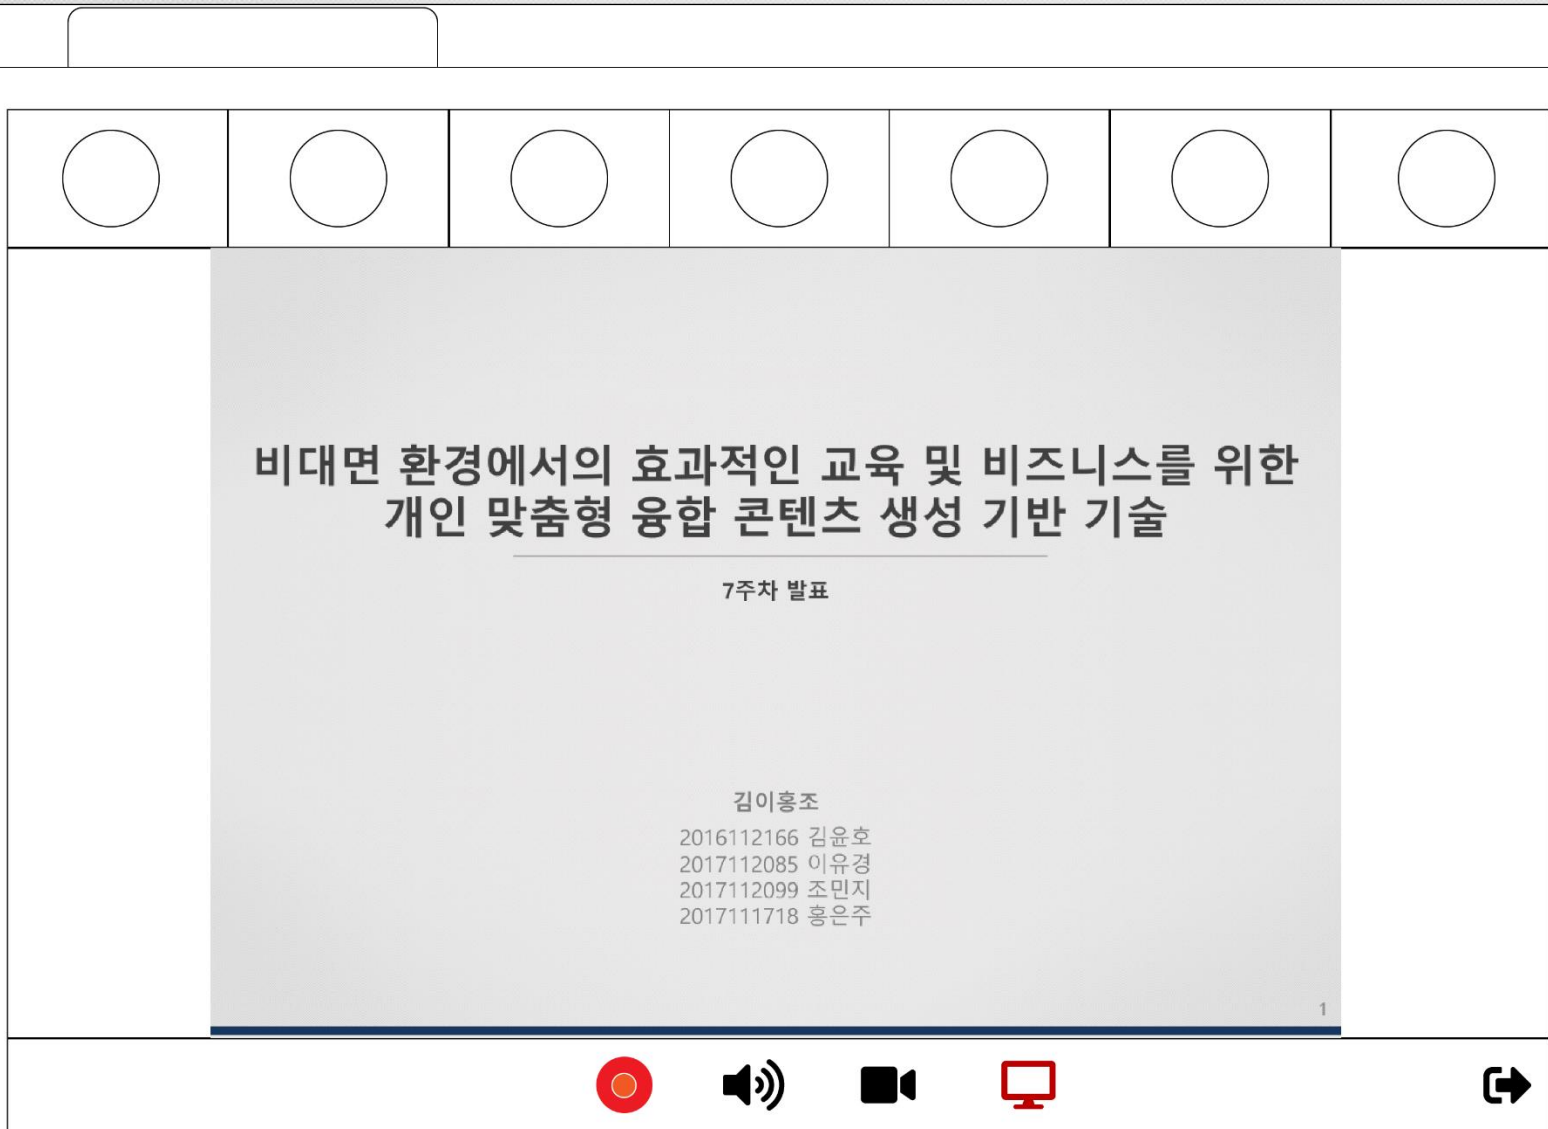 비대면 환경에서의 효과적인 교육 및 비즈니스를 위한
개인 맞춤형 융합 콘텐츠 생성 기반 기술
7주차 발표
김이홍조
2016112166 김윤호
2017112085 이유경
2017112099 조민지
2017111718 홍은주
1